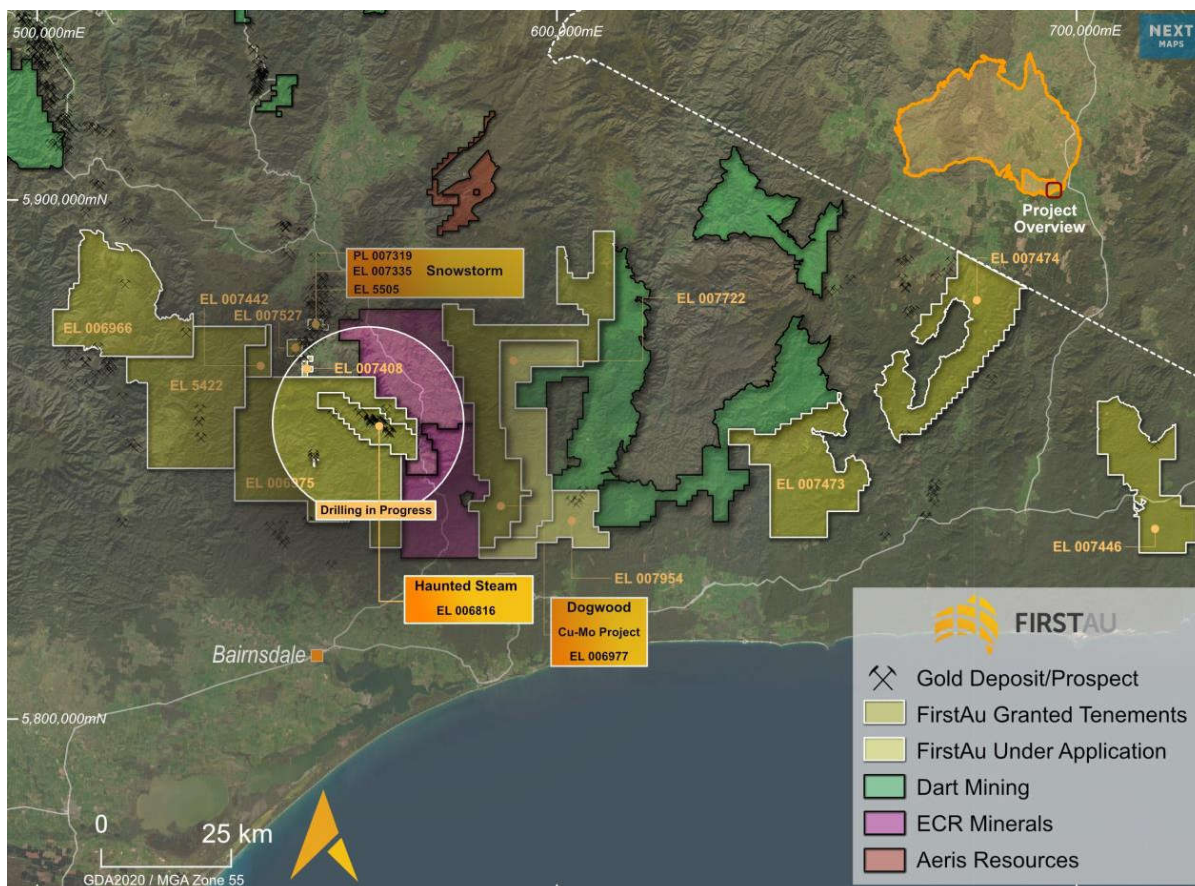 500,000mE
600,000mE
700,000mE
NEXT
MAPS
5,900,000mN
Project
Overview
PL 007319
EL 007335
EL 5505
Snowstorm
EL 007474
EL 007442
EL 007527
EL 007722
EL 006966
EL 007408
EL 5422
EL 006975
EL 007473
Drilling in Progress
EL 007446
EL 007954
Haunted Steam
EL 006816
Dogwood
Cu-Mo Project
EL 006977
Bairnsdale
5,800,000mN
0
25 km
GDA2020 / MGA Zone 55
FIRSTAU
Gold Deposit/Prospect
FirstAu Granted Tenements
FirstAu Under Application
Dart Mining
ECR Minerals
Aeris Resources